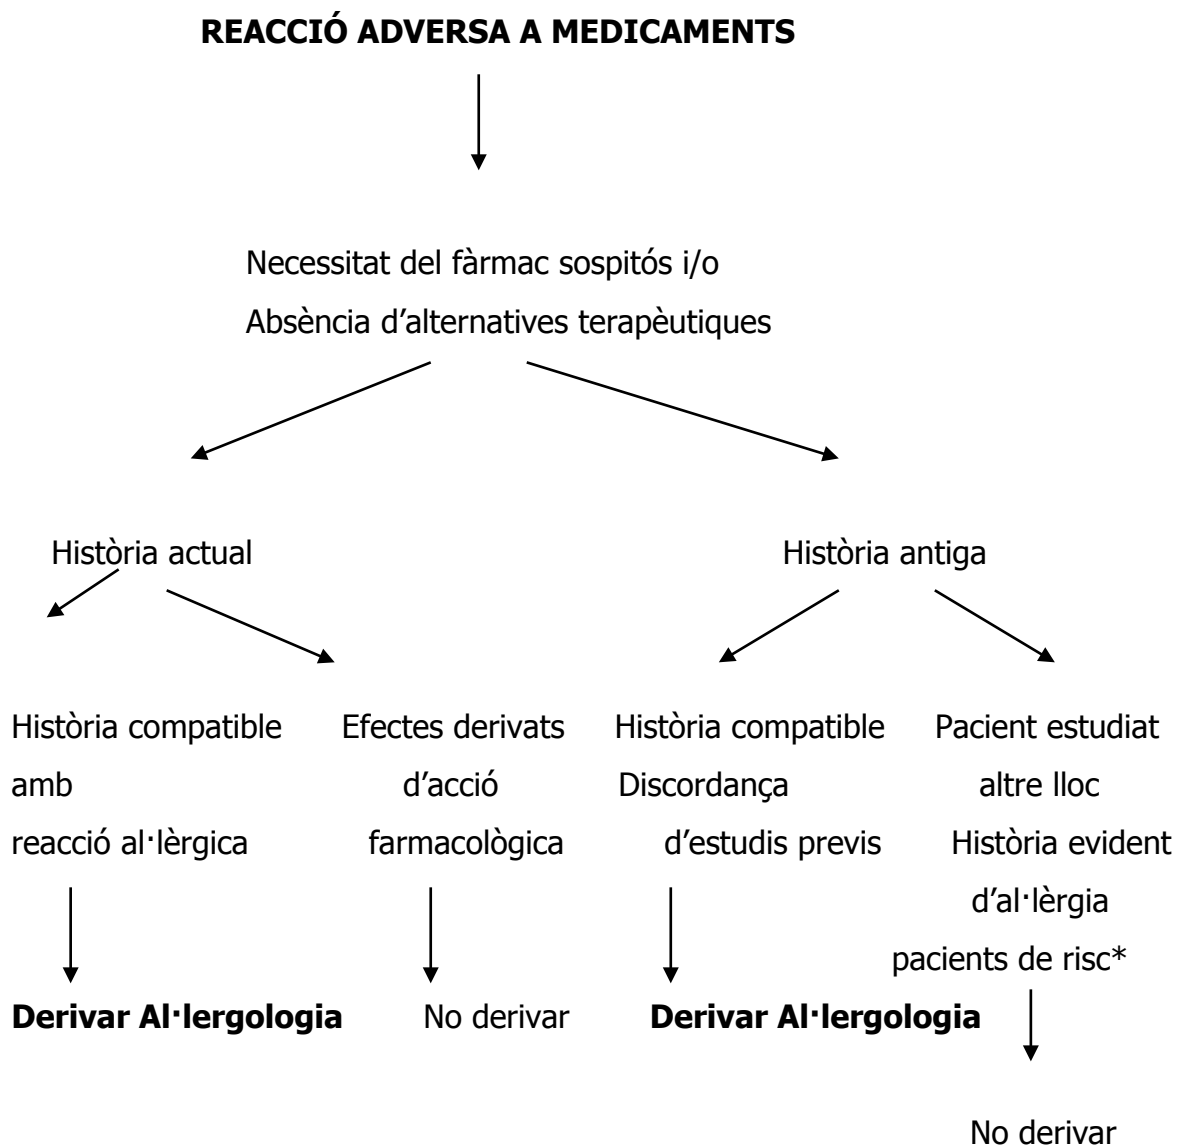 REACCIÓ ADVERSA A MEDICAMENTS
Necessitat del fàrmac sospitós i/o
Absència d’alternatives terapèutiques
Història actual
Història antiga
Història compatible
amb
reacció al·lèrgica
Derivar Al·lergologia
Efectes derivats
d’acció
farmacològica
No derivar
Història compatible
Discordança
d’estudis previs
Derivar Al·lergologia
Pacient estudiat
altre lloc
Història evident
d’al·lèrgia
pacients de risc*
No derivar